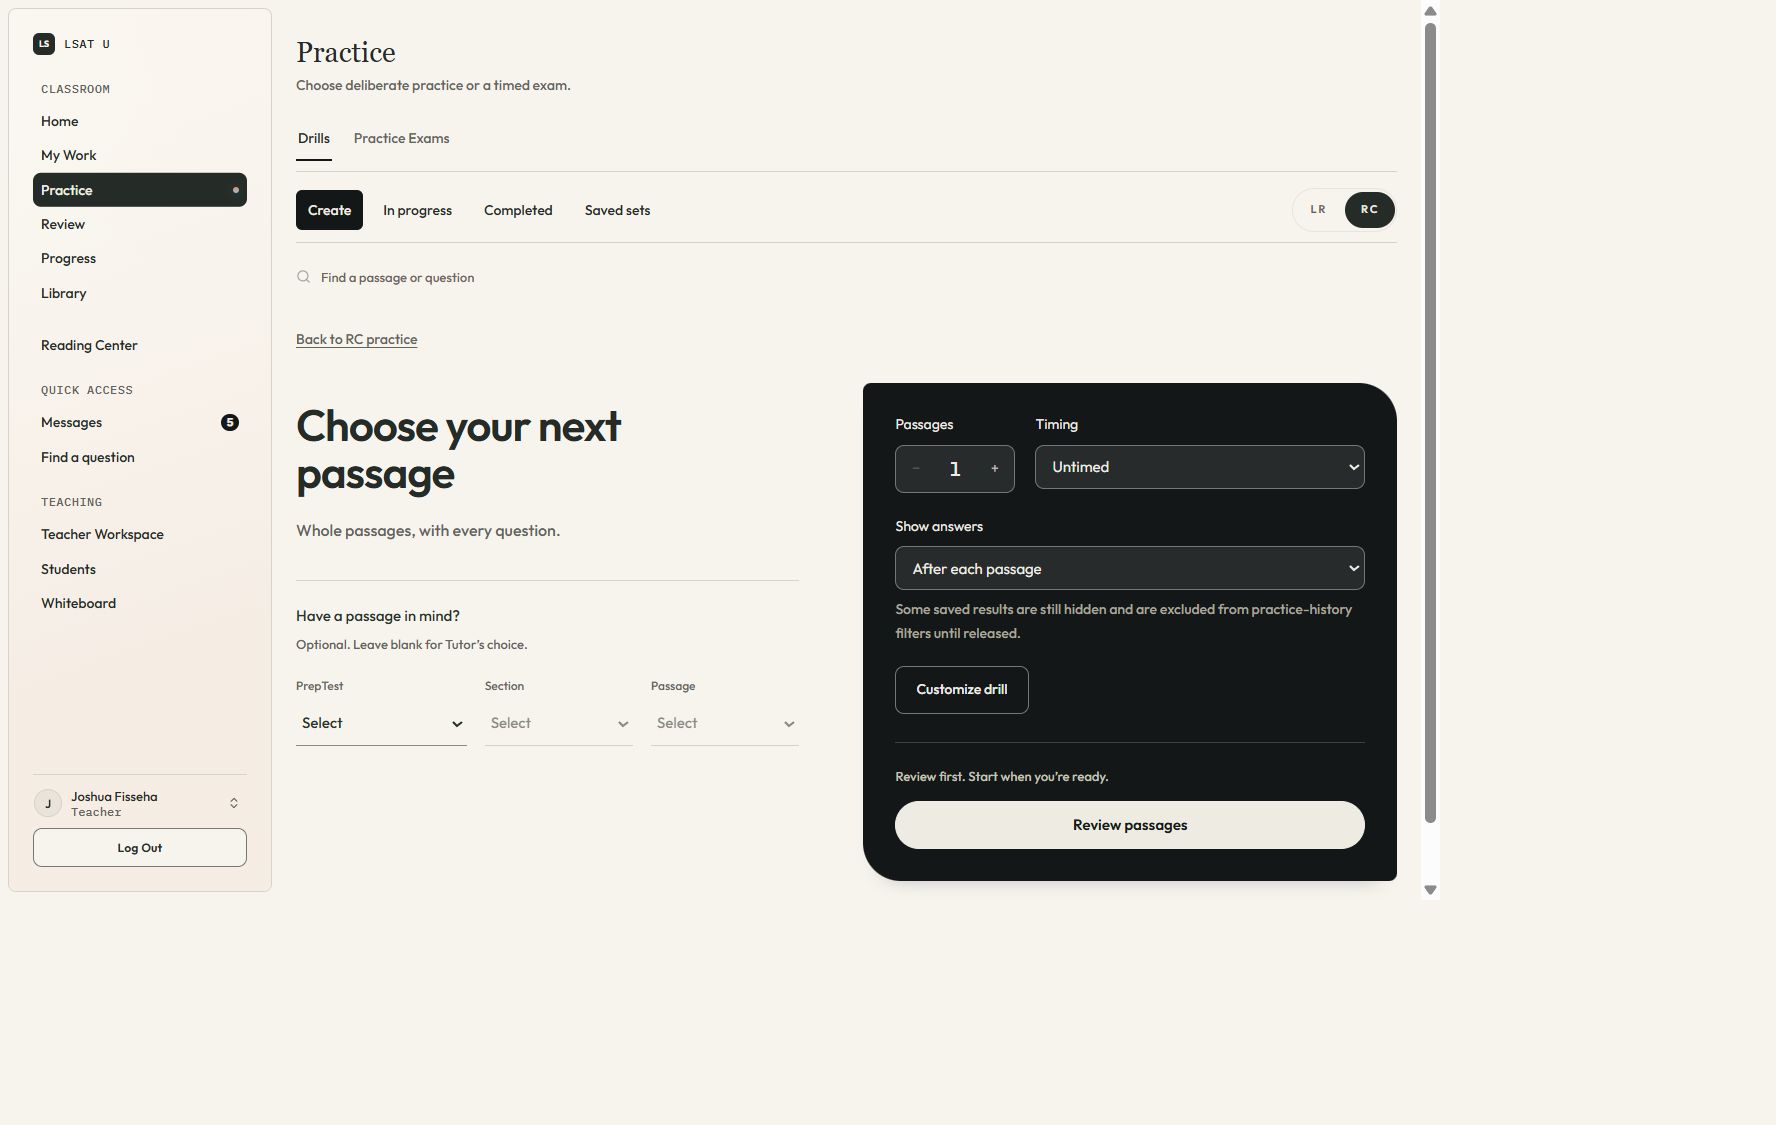 LS LSAT U
CLASSROOM
Home
My Work
Practice
Review
Progress
Library
Reading Center
QUICK ACCESS
Messages 5
Find a question
TEACHING
Teacher Workspace
Students
Whiteboard
J Joshua Fisseha
Teacher
Log Out
Practice
Choose deliberate practice or a timed exam.
Drills Practice Exams
Create In progress Completed Saved sets LR RC
Find a passage or question
Back to RC practice
Choose your next
passage
Whole passages, with every question.
Have a passage in mind?
Optional. Leave blank for Tutor’s choice.
PrepTest Section Passage
Select Select Select
Passages Timing
− 1 + Untimed
Show answers
After each passage
Some saved results are still hidden and are excluded from practice-history
filters until released.
Customize drill
Review first. Start when you’re ready.
Review passages